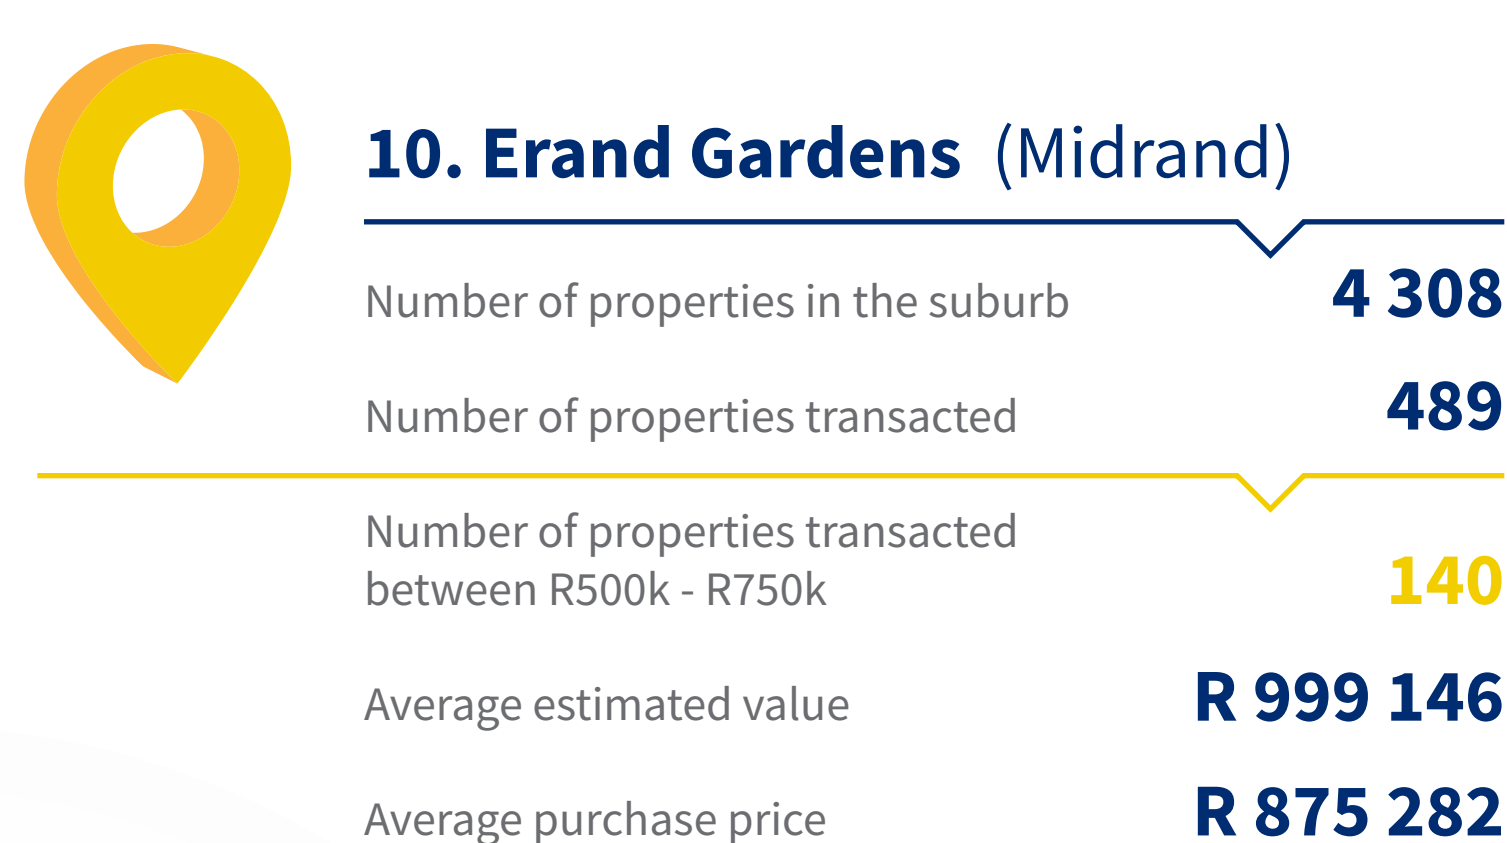 10. Erand Gardens (Midrand)
Number of properties in the suburb 4 308
Number of properties transacted 489
Number of properties transacted
between R500k - R750k 140
Average estimated value R 999 146
Average purchase price R 875 282